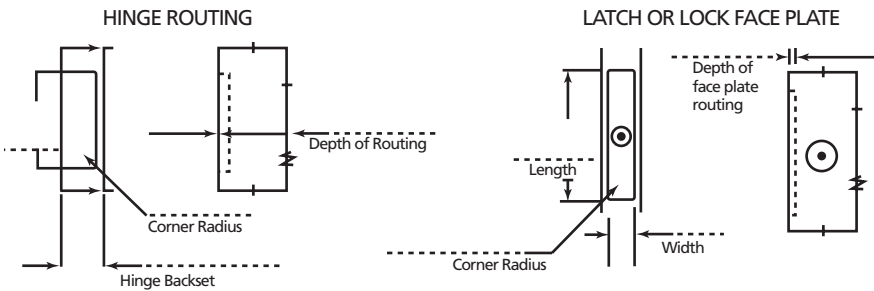 HINGE ROUTING
Depth of Routing
Corner Radius
Hinge Backset
LATCH OR LOCK FACE PLATE
Depth of
face plate
routing
Length
Width
Corner Radius